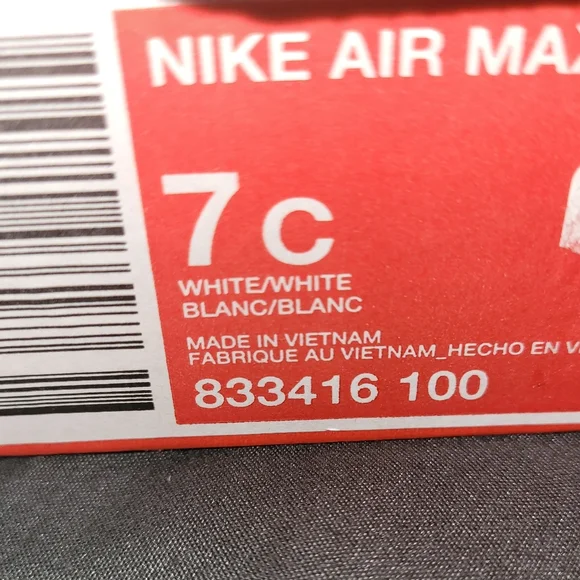 NIKE AIR MAX
7C
WHITE/WHITE
BLANC/BLANC
MADE IN VIETNAM
FABRIQUE AU VIETNAM_HECHO EN
833416 100